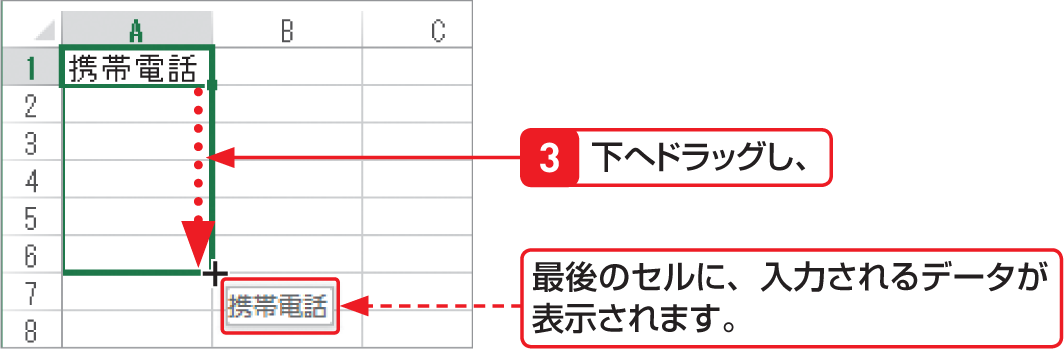 A B C
1 携帯電話
2
3
4
5
6
7
8
携帯電話
3 下へドラッグし、
最後のセルに、入力されるデータが
表示されます。